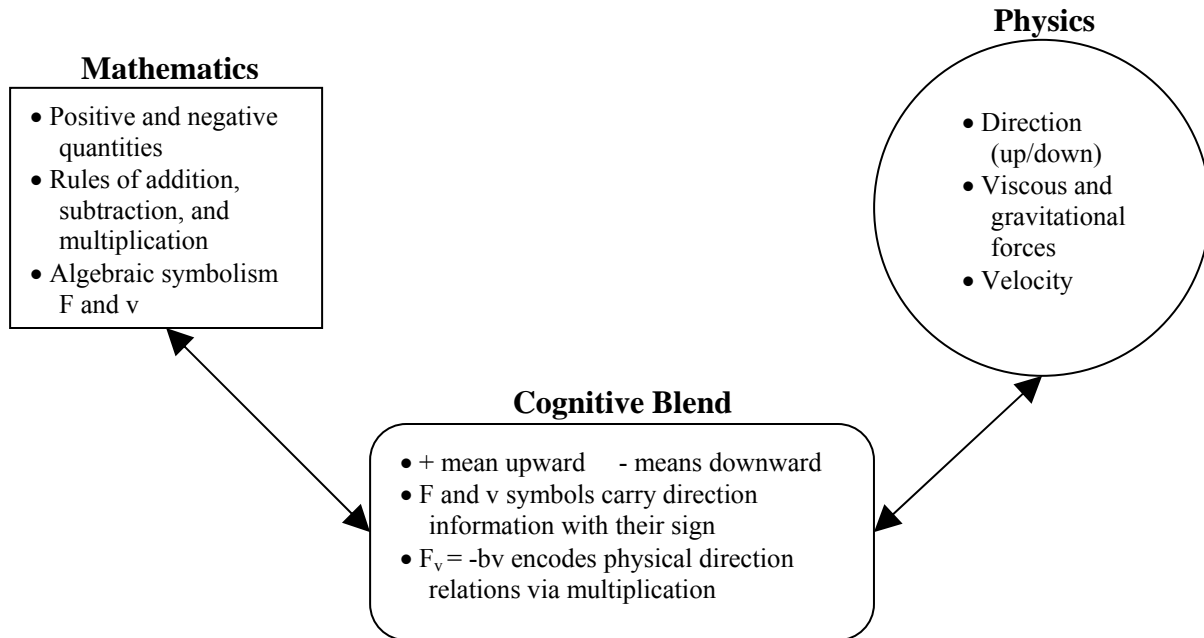 Mathematics
• Positive and negative
quantities
• Rules of addition,
subtraction, and
multiplication
• Algebraic symbolism
F and v
Physics
• Direction
(up/down)
• Viscous and
gravitational
forces
• Velocity
Cognitive Blend
• + mean upward - means downward
• F and v symbols carry direction
information with their sign
• Fᵥ = -bv encodes physical direction
relations via multiplication